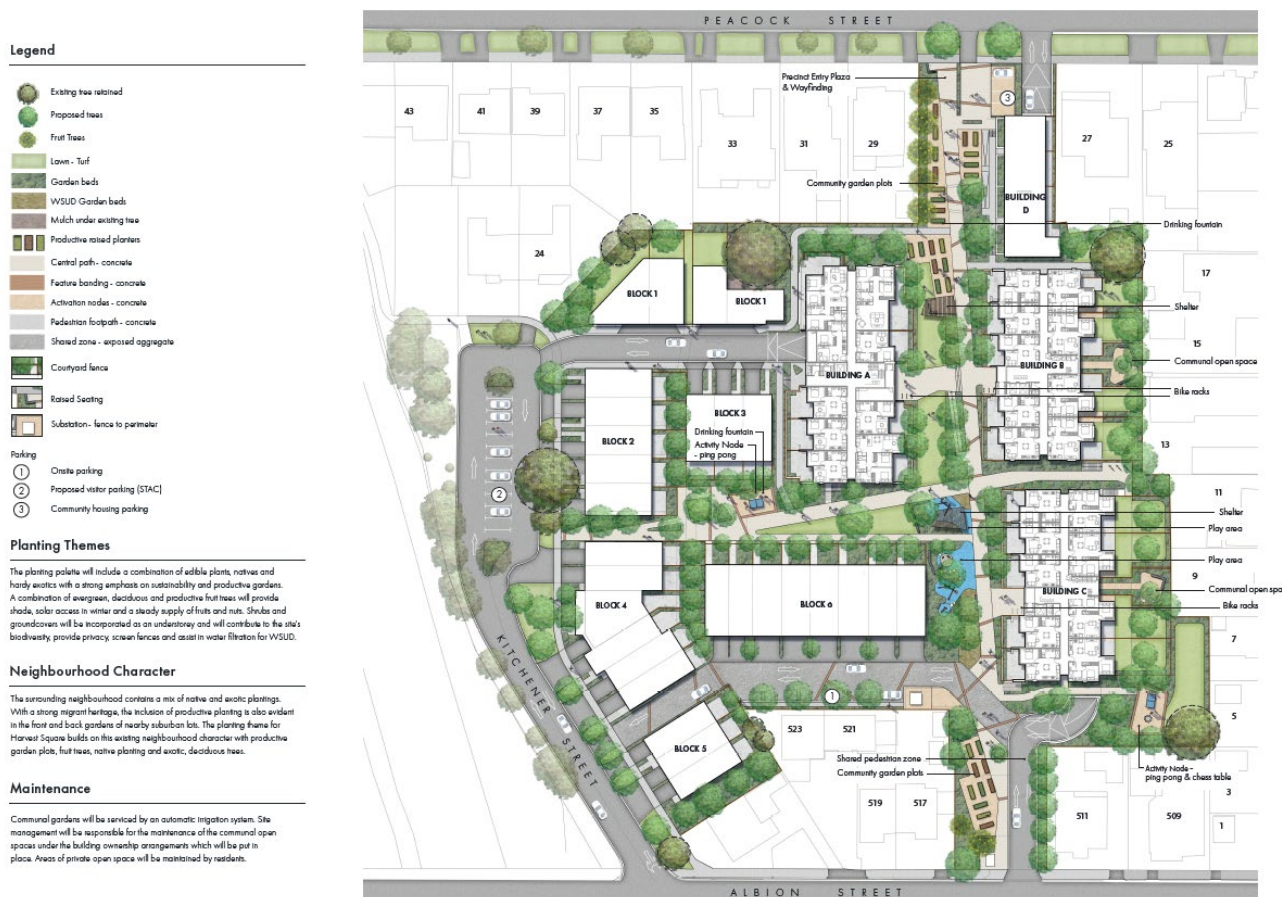 Legend
Existing tree retained
Proposed trees
Fruit Trees
Lawn - Turf
Garden beds
WSUD Garden beds
Mulch under existing tree
Productive raised planters
Central path - concrete
Feature banding - concrete
Activation nodes - concrete
Pedestrian footpath - concrete
Shared zone - exposed aggregate
Courtyard fence
Raised Seating
Substation - fence to perimeter
Parking
1 Onsite parking
2 Proposed visitor parking (STAC)
3 Community housing parking
Planting Themes
The planting palette will include a combination of edible plants, natives and
hardy exotics with a strong emphasis on sustainability and productive gardens.
A combination of evergreen, deciduous and productive fruit trees will provide
shade, solar access in winter and a steady supply of fruits and nuts. Shrubs and
groundcovers will be incorporated as an understorey and will contribute to the site's
biodiversity, provide privacy, screen fences and assist in water filtration for WSUD.
Neighbourhood Character
The surrounding neighbourhood contains a mix of native and exotic plantings.
With a strong migrant heritage, the inclusion of productive planting is also evident
in the front and back gardens of nearby suburban lots. The planting theme for
Harvest Square builds on this existing neighbourhood character with productive
garden plots, fruit trees, native planting and exotic, deciduous trees.
Maintenance
Communal gardens will be serviced by an automatic irrigation system. Site
management will be responsible for the maintenance of the communal open
spaces under the building ownership arrangements which will be put in
place. Areas of private open space will be maintained by residents.
PEACOCK STREET
Precinct Entry Plaza
& Wayfinding
3
43
41
39
37
35
33
31
29
27
25
Community garden plots
BUILDING
D
Drinking fountain
24
17
BLOCK 1
BLOCK 1
Shelter
15
BUILDING A
BUILDING B
Communal open space
Bike racks
BLOCK 2
BLOCK 3
Drinking fountain
Activity Node
- ping pong
13
2
11
Shelter
Play area
Play area
9
BLOCK 4
BLOCK 6
BUILDING C
Communal open spa
Bike racks
7
KITCHENER STREET
1
5
523
521
BLOCK 5
Shared pedestrian zone
Community garden plots
Activity Node -
ping pong & chess table
3
519
517
511
509
1
ALBION STREET